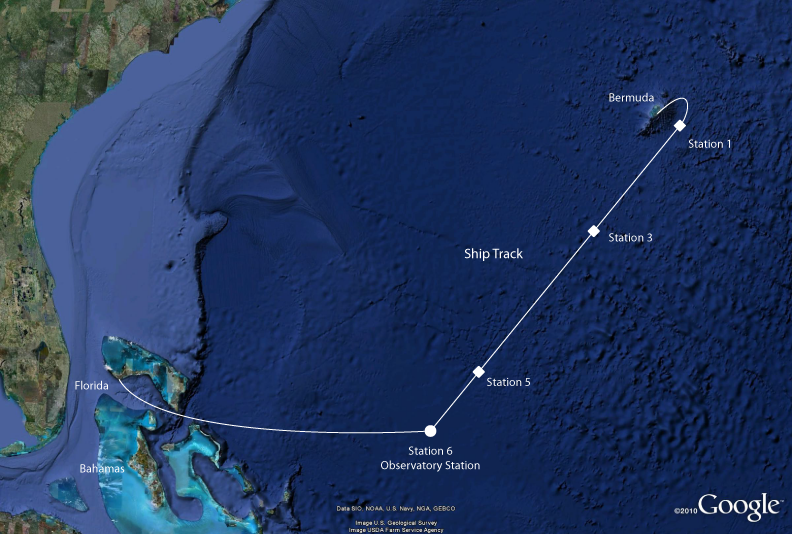 Bermuda
Station 1
Station 3
Ship Track
Station 5
Florida
Station 6
Observatory Station
Bahamas
Data SIO, NOAA, U.S. Navy, NGA, GEBCO
Image U.S. Geological Survey
Image USDA Farm Service Agency
©2010 Google™